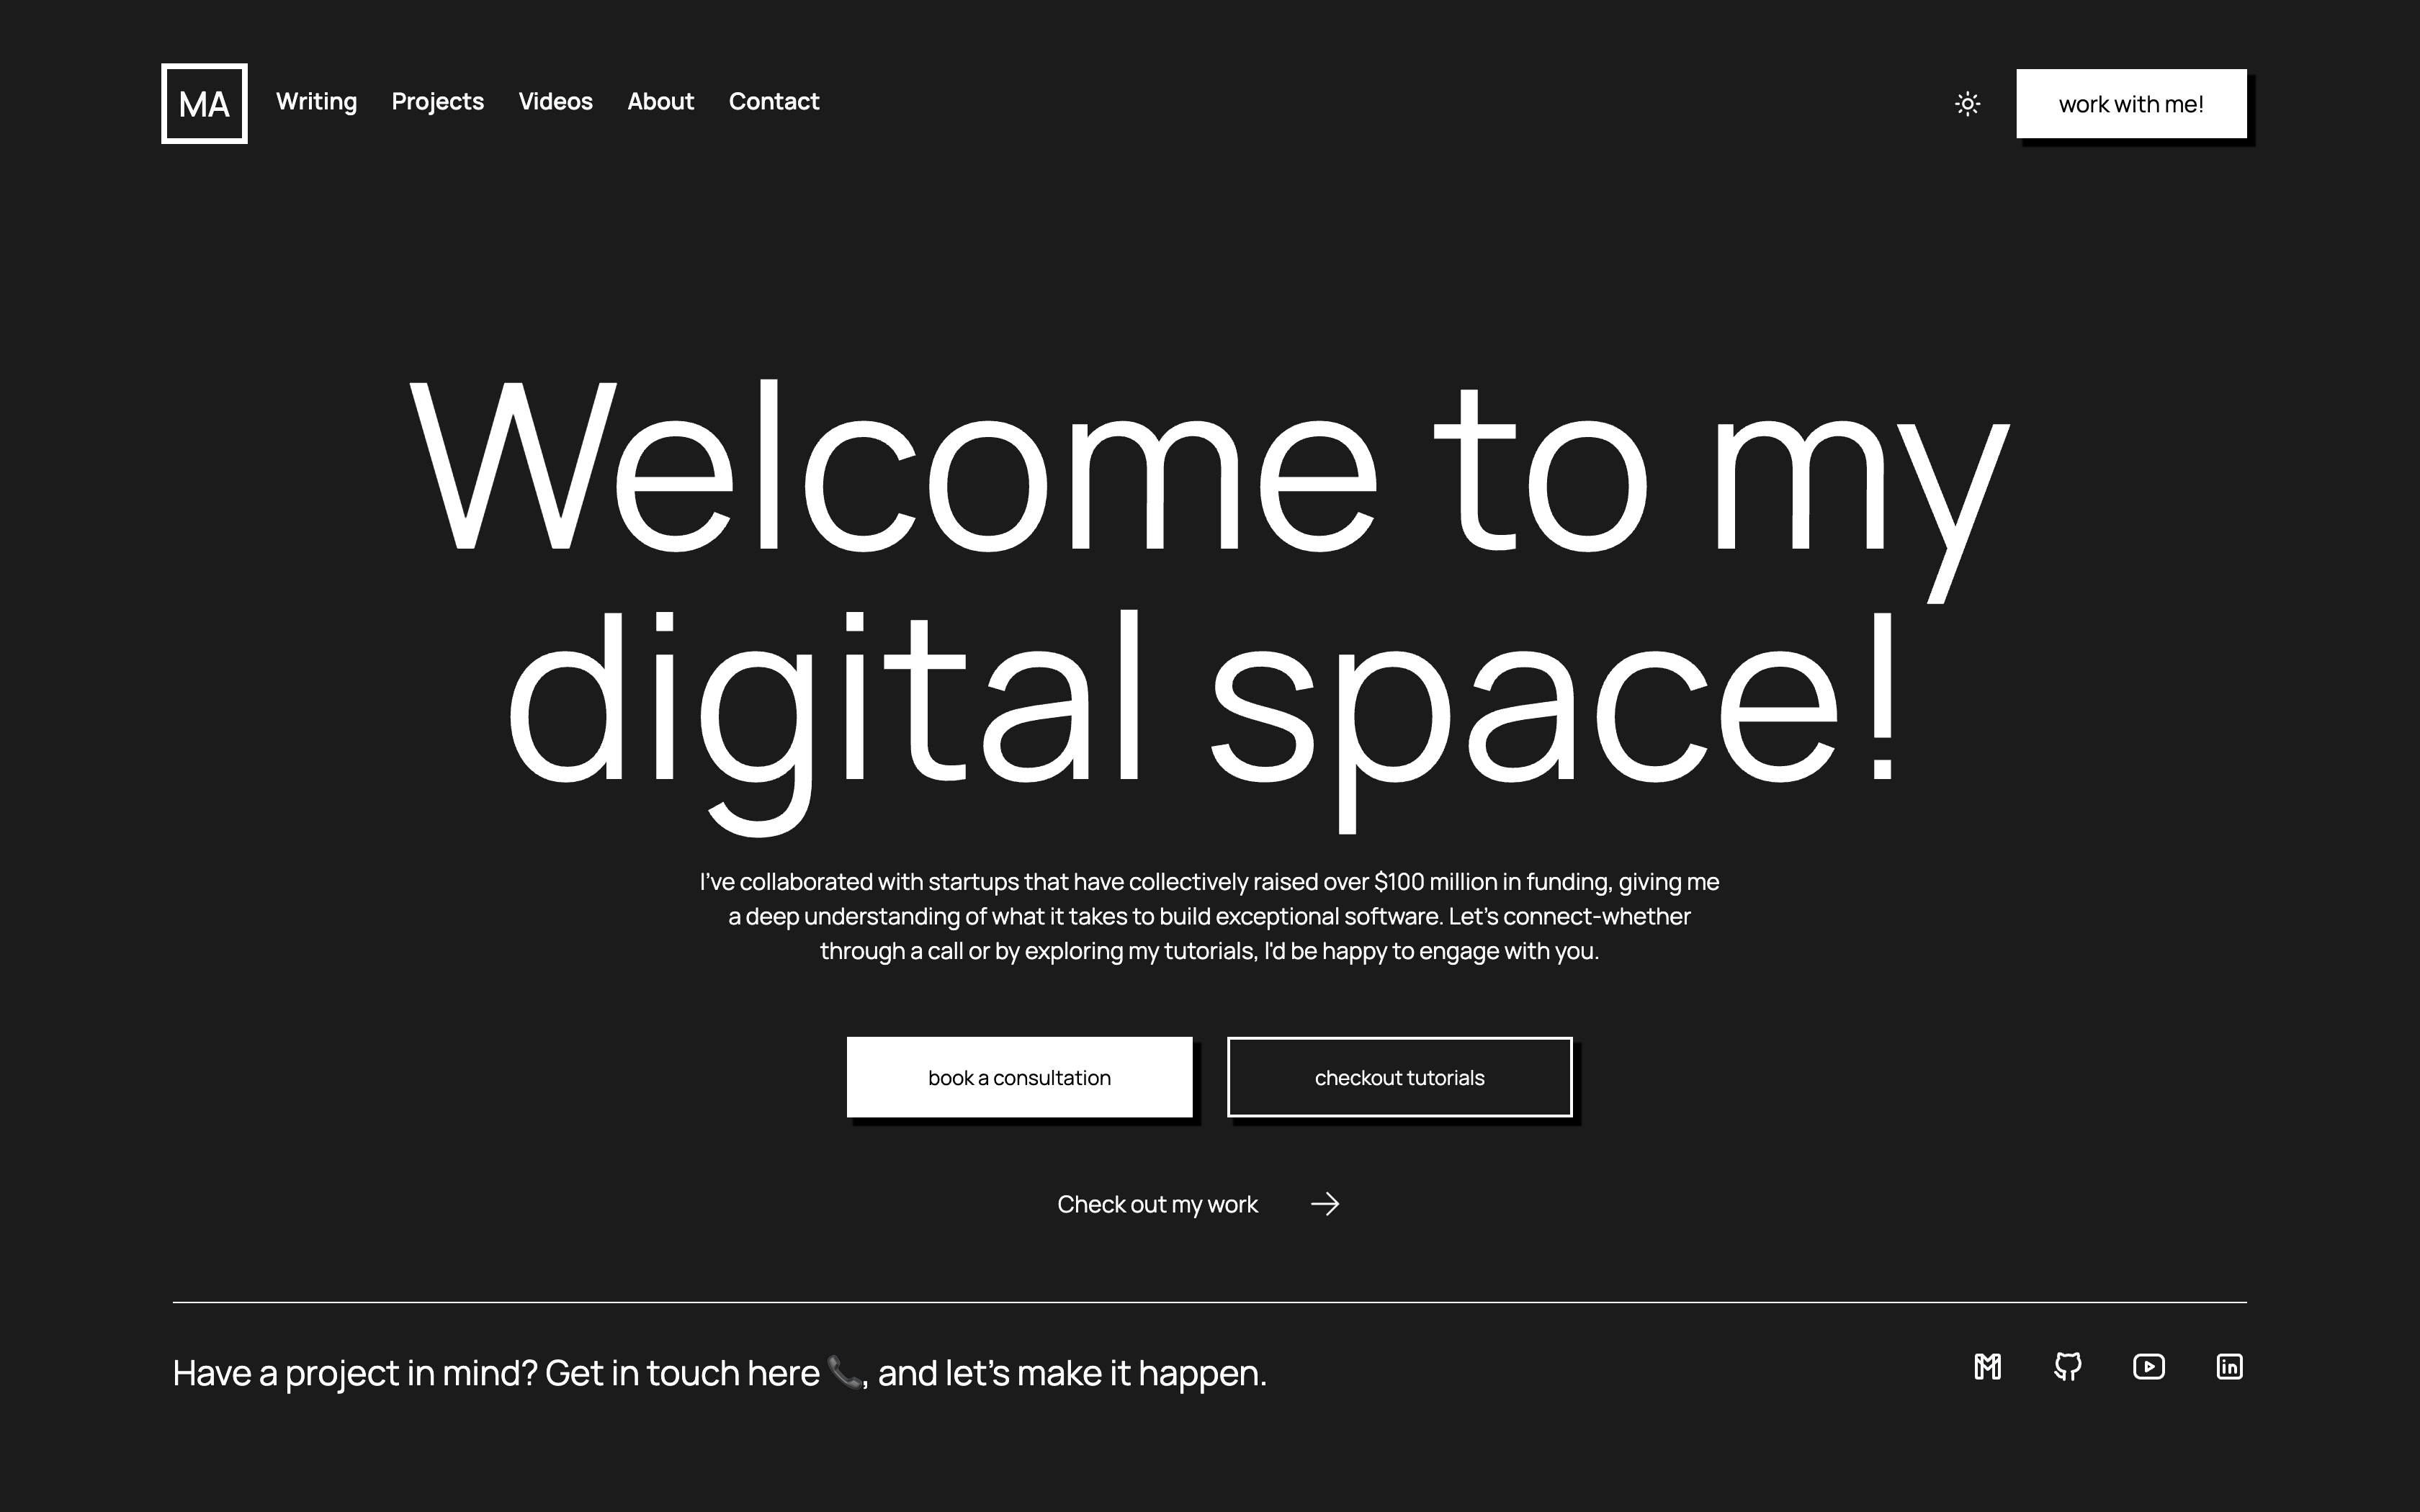 MA
Writing Projects Videos About Contact
work with me!
Welcome to my
digital space!
I've collaborated with startups that have collectively raised over $100 million in funding, giving me
a deep understanding of what it takes to build exceptional software. Let's connect-whether
through a call or by exploring my tutorials, I'd be happy to engage with you.
book a consultation
checkout tutorials
Check out my work
Have a project in mind? Get in touch here 📞, and let's make it happen.